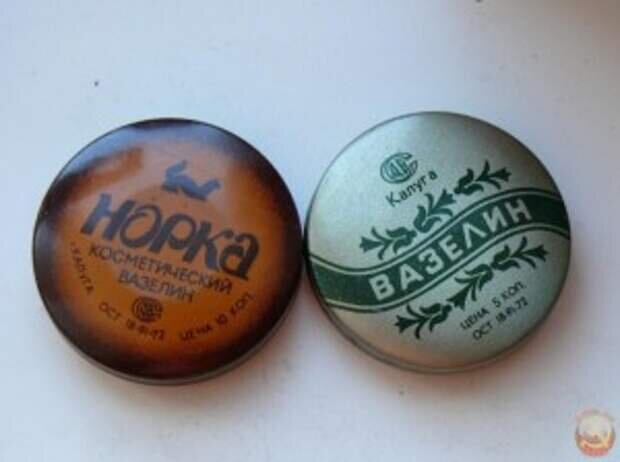 НОРКА
КОСМЕТИЧЕСКИЙ
ВАЗЕЛИН
г. КАЛУГА
ОСТ 18-91-72 ЦЕНА 10 КОП.
Калуга
ВАЗЕЛИН
ЦЕНА 5 КОП.
ОСТ 18-91-72